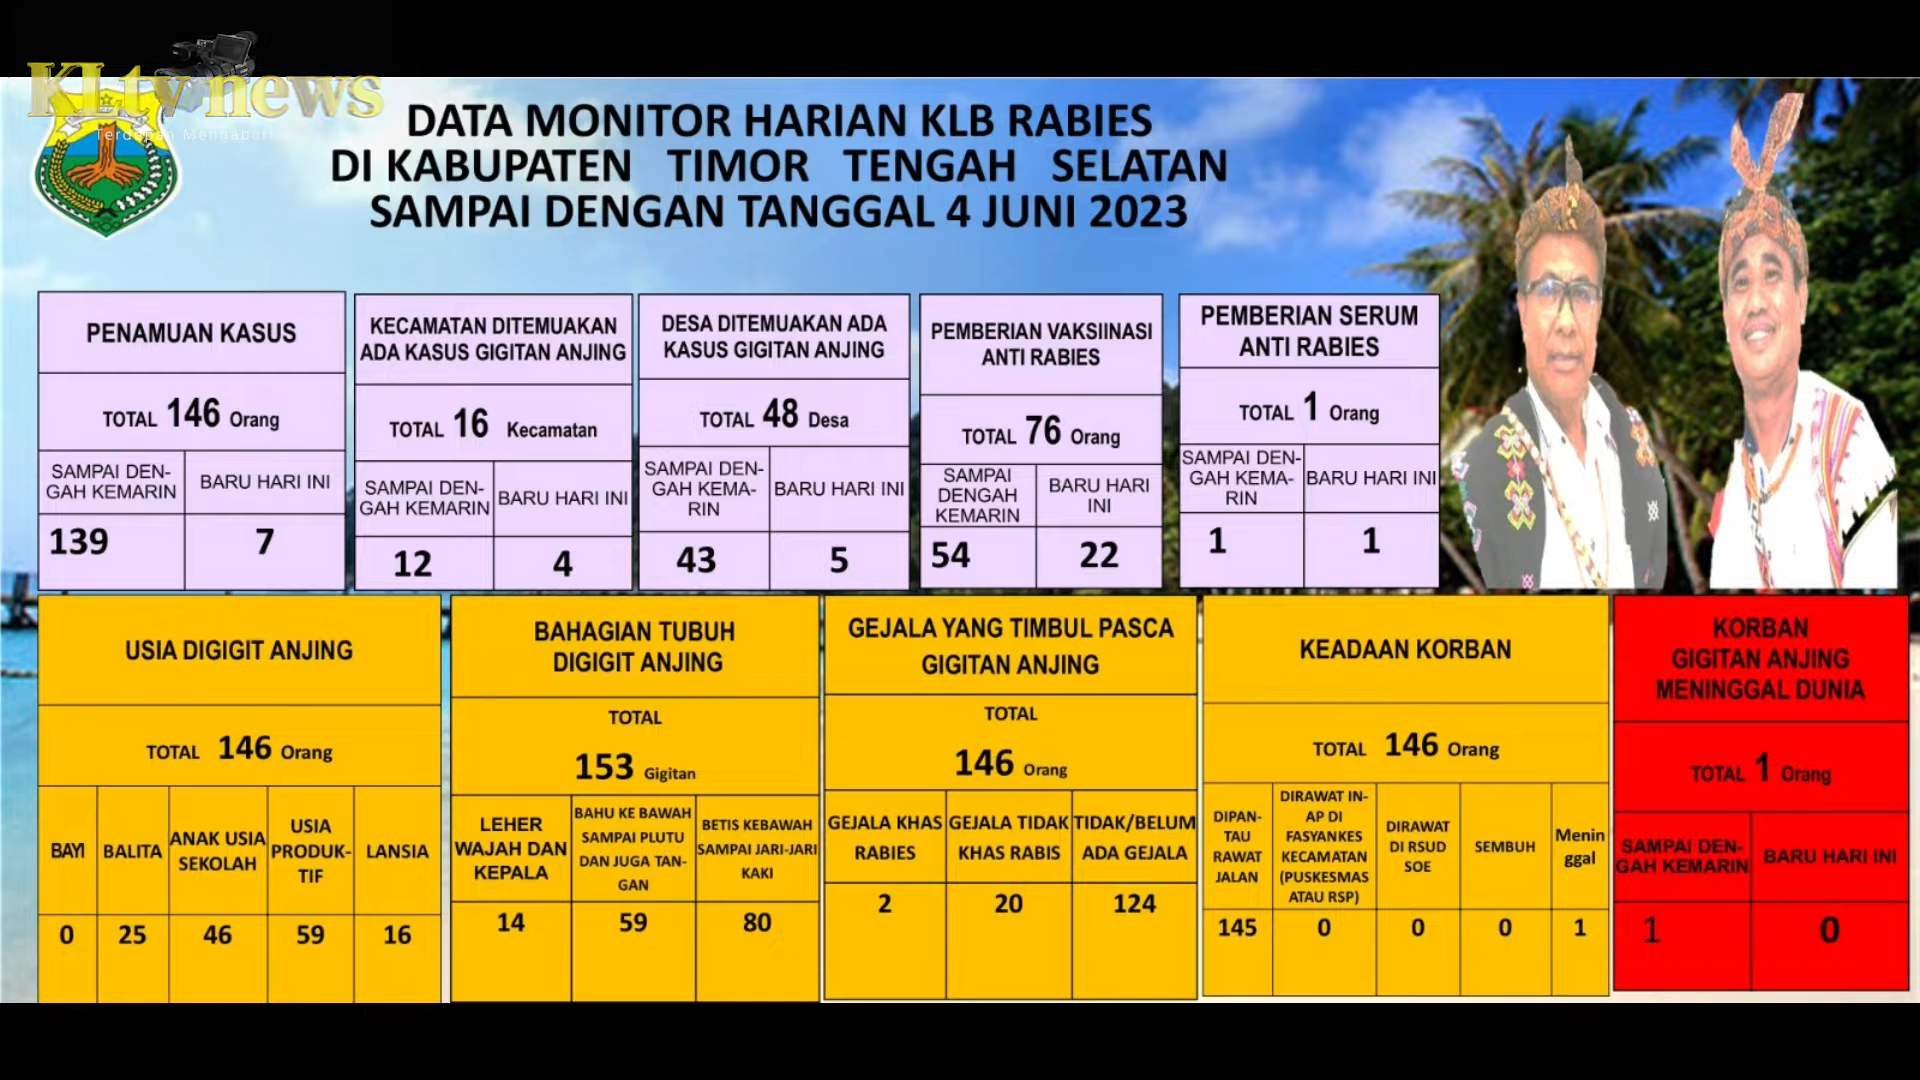 KLtv news
DATA MONITOR HARIAN KLB RABIES
DI KABUPATEN TIMOR TENGAH SELATAN
SAMPAI DENGAN TANGGAL 4 JUNI 2023
PENAMUAN KASUS
TOTAL 146 Orang
SAMPAI DEN-
GAH KEMARIN
BARU HARI INI
139
7
KECAMATAN DITEMUAKAN
ADA KASUS GIGITAN ANJING
TOTAL 16 Kecamatan
SAMPAI DEN-
GAH KEMARIN
BARU HARI INI
12
4
DESA DITEMUAKAN ADA
KASUS GIGITAN ANJING
TOTAL 48 Desa
SAMPAI DEN-
GAH KEMA-
RIN
BARU HARI INI
43
5
PEMBERIAN VAKSIINASI
ANTI RABIES
TOTAL 76 Orang
SAMPAI
DENGAH
KEMARIN
BARU HARI
INI
54
22
PEMBERIAN SERUM
ANTI RABIES
TOTAL 1 Orang
SAMPAI DEN-
GAH KEMA-
RIN
BARU HARI INI
1
1
USIA DIGIGIT ANJING
TOTAL 146 Orang
BAYI
BALITA
ANAK USIA
SEKOLAH
USIA
PRODUK-
TIF
LANSIA
0
25
46
59
16
BAHAGIAN TUBUH
DIGIGIT ANJING
TOTAL
153 Gigitan
LEHER
WAJAH DAN
KEPALA
BAHU KE BAWAH
SAMPAI PLUTU
DAN JUGA TAN-
GAN
BETIS KEBAWAH
SAMPAI JARI-JARI
KAKI
14
59
80
GEJALA YANG TIMBUL PASCA
GIGITAN ANJING
TOTAL
146 Orang
GEJALA KHAS
RABIES
GEJALA TIDAK
KHAS RABIS
TIDAK/BELUM
ADA GEJALA
2
20
124
KEADAAN KORBAN
TOTAL 146 Orang
DIPAN-
TAU
RAWAT
JALAN
DIRAWAT IN-
AP DI
FASYANKES
KECAMATAN
(PUSKESMAS
ATAU RSP)
DIRAWAT
DI RSUD
SOE
SEMBUH
Menin
ggal
145
0
0
0
1
KORBAN
GIGITAN ANJING
MENINGGAL DUNIA
TOTAL 1 Orang
SAMPAI DEN-
GAH KEMARIN
BARU HARI INI
1
0